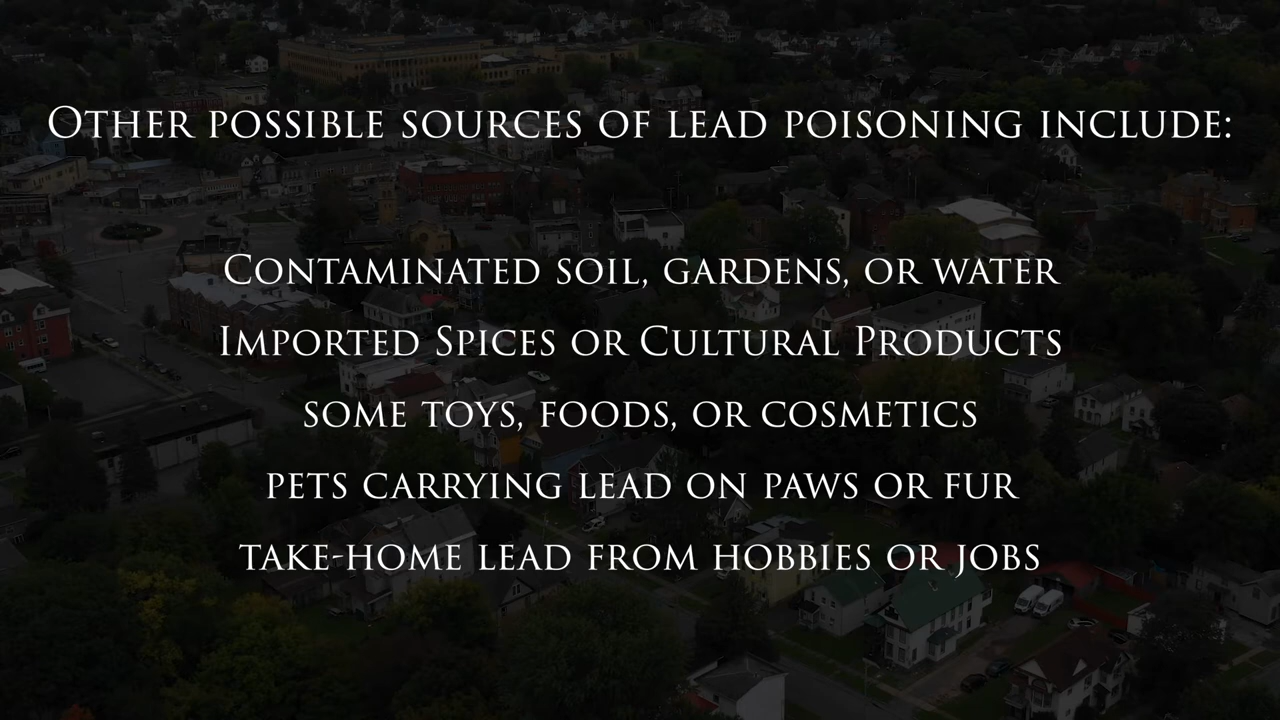 Other possible sources of lead poisoning include:
Contaminated soil, gardens, or water
Imported Spices or Cultural Products
some toys, foods, or cosmetics
pets carrying lead on paws or fur
take-home lead from hobbies or jobs